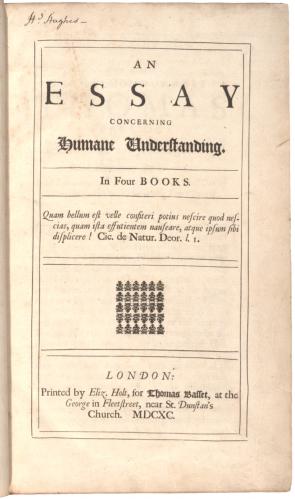 Hs. Hughes –
AN
ESSAY
CONCERNING
Humane Understanding.
In Four BOOKS.
Quam bellum est velle confiteri potius nescire quod nes-
cias, quam ista effutientem nauseare, atque ipsum sibi
displicere! Cic. de Natur. Deor. l. 1.
LONDON:
Printed by Eliz. Holt, for Thomas Basset, at the
George in Fleetstreet, near St. Dunstan's
Church. MDCXC.